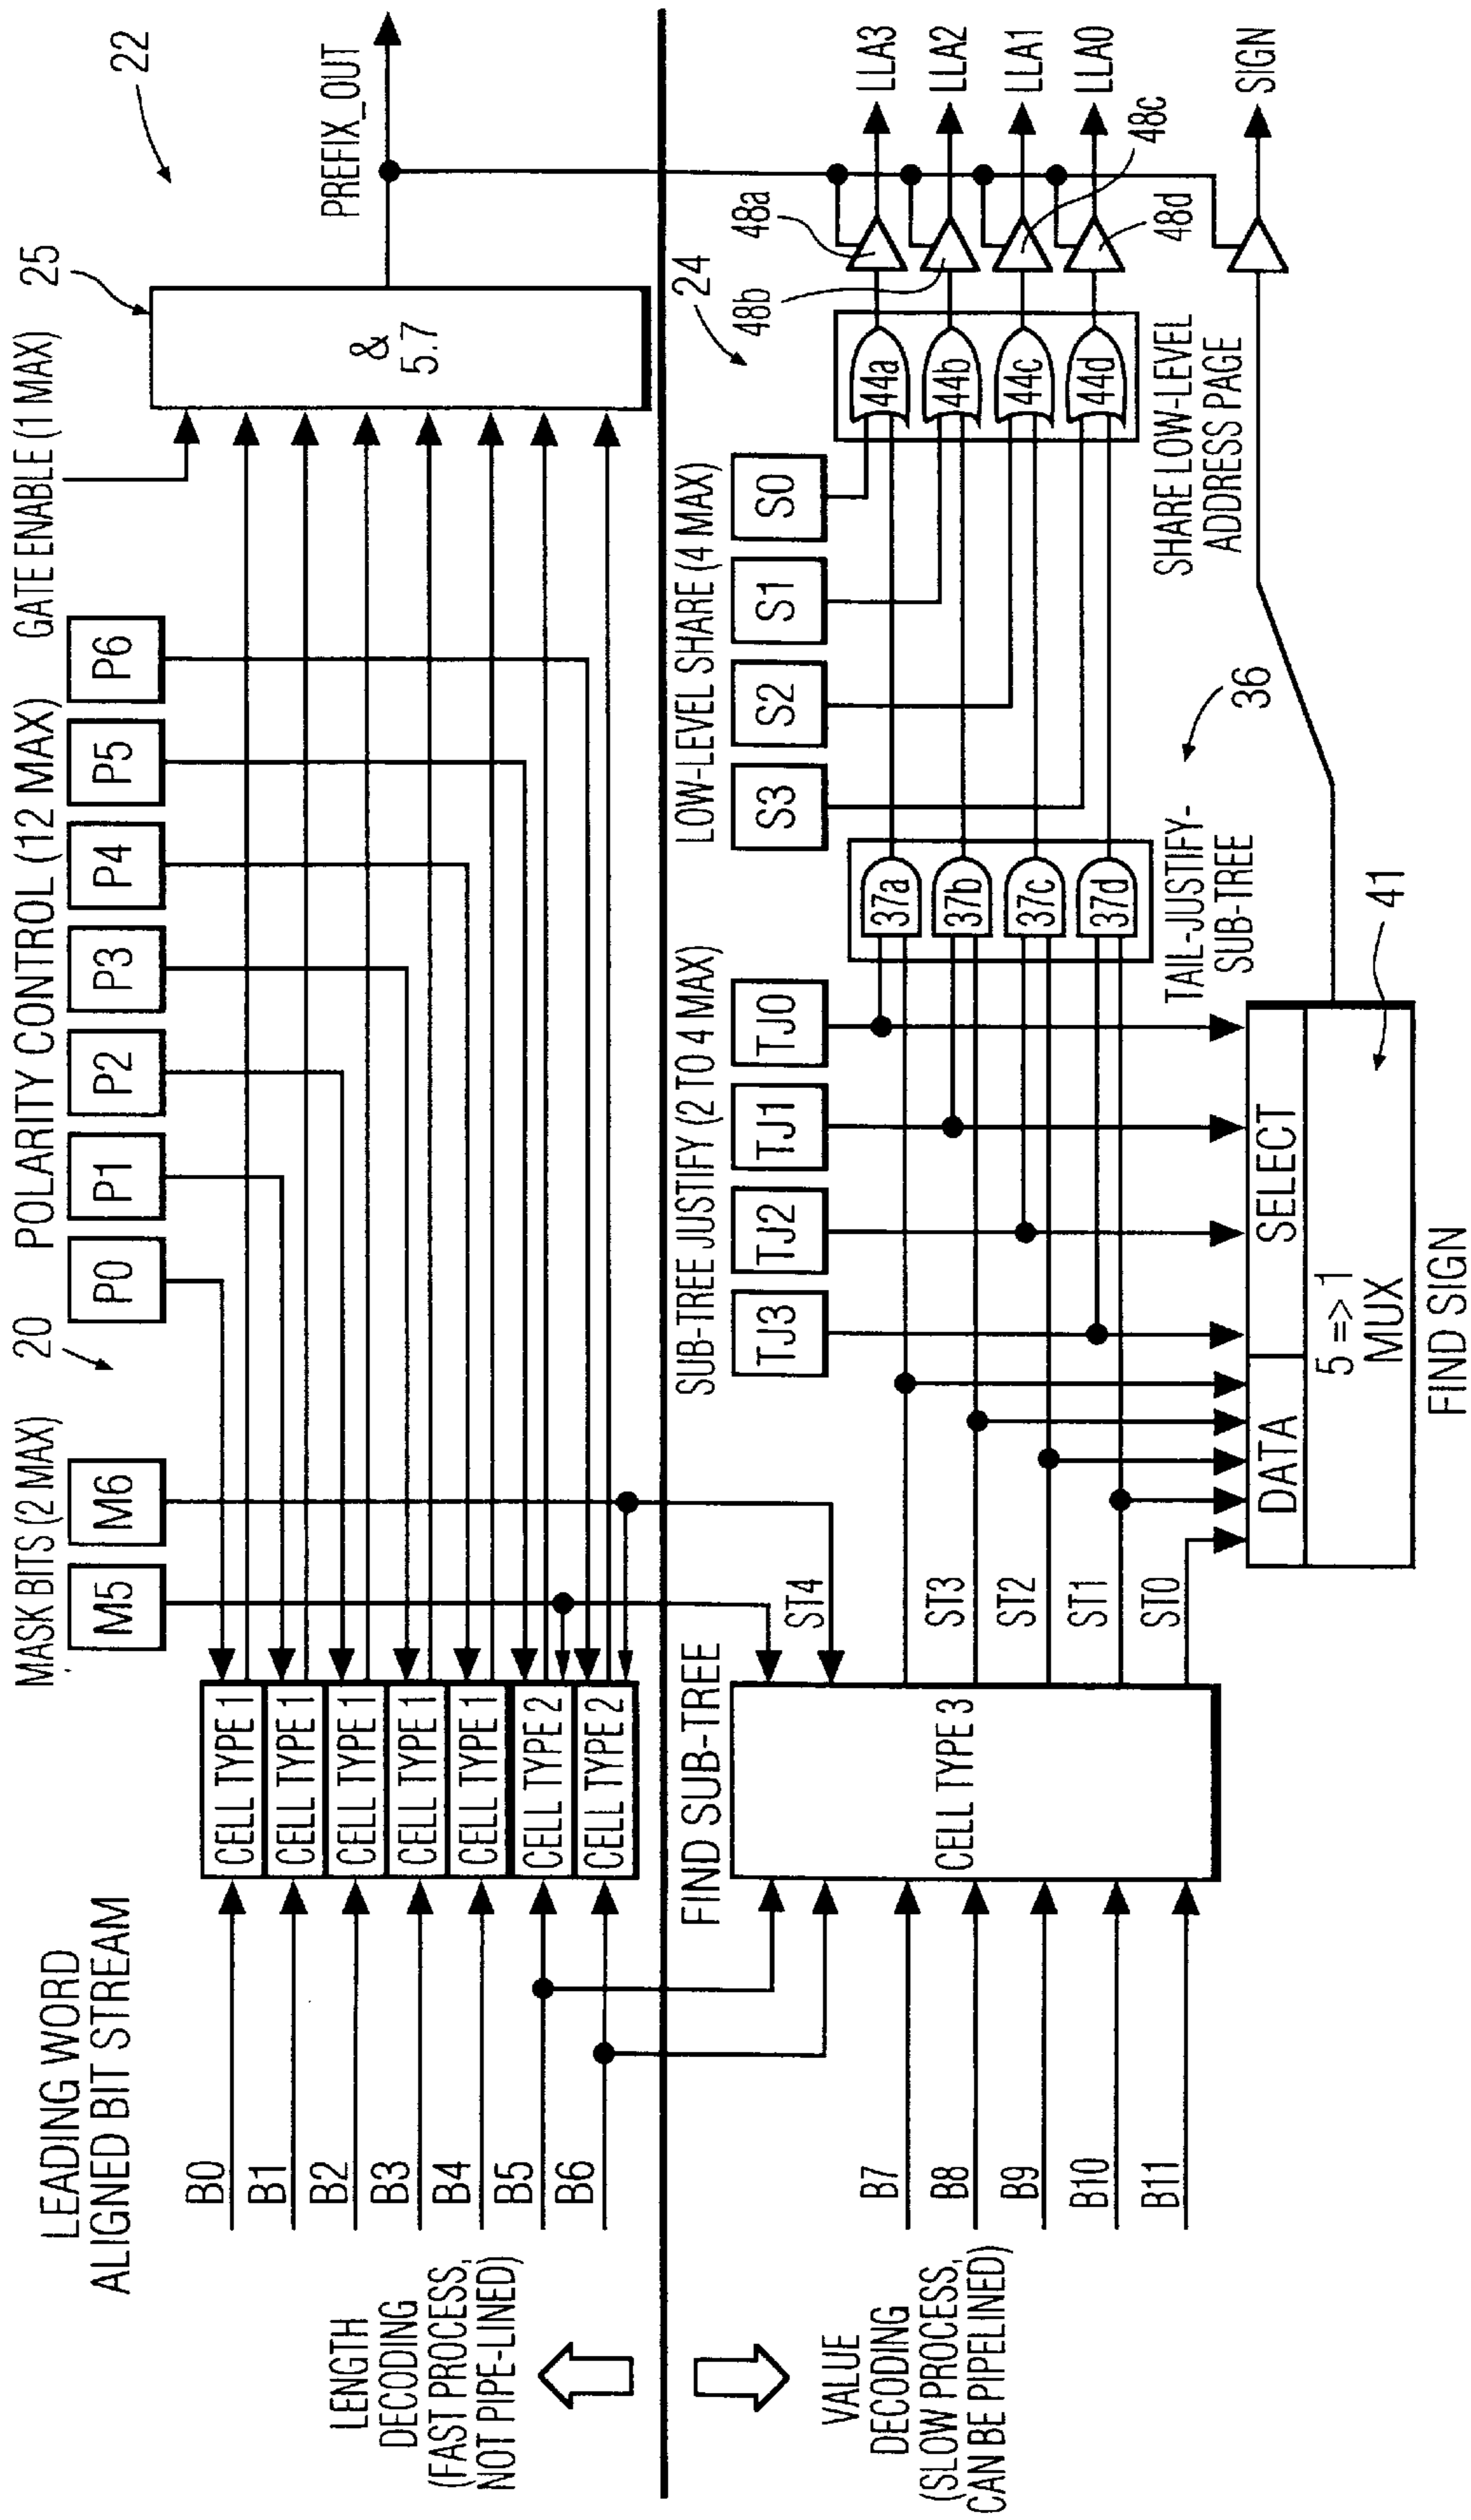 LEADING WORD
ALIGNED BIT STREAM
MASK BITS (2 MAX)
20
POLARITY CONTROL (12 MAX)
GATE ENABLE (1 MAX)
25
22
M5
M6
P0
P1
P2
P3
P4
P5
P6
&
5.7
PREFIX_OUT
B0
B1
B2
B3
B4
B5
B6
CELL TYPE 1
CELL TYPE 1
CELL TYPE 1
CELL TYPE 1
CELL TYPE 1
CELL TYPE 2
CELL TYPE 2
LENGTH
DECODING
(FAST PROCESS,
NOT PIPE-LINED)
VALUE
DECODING
(SLOW PROCESS,
CAN BE PIPELINED)
FIND SUB-TREE
SUB-TREE JUSTIFY (2 TO 4 MAX)
LOW-LEVEL SHARE (4 MAX)
24
TJ3
TJ2
TJ1
TJ0
S3
S2
S1
S0
48a
48b
48c
48d
B7
B8
B9
B10
B11
CELL TYPE 3
ST4
ST3
ST2
ST1
ST0
37a
37b
37c
37d
44a
44b
44c
44d
LLA3
LLA2
LLA1
LLA0
SIGN
TAIL-JUSTIFY-
SUB-TREE
36
SHARE LOW-LEVEL
ADDRESS PAGE
DATA
SELECT
5 => 1
MUX
41
FIND SIGN